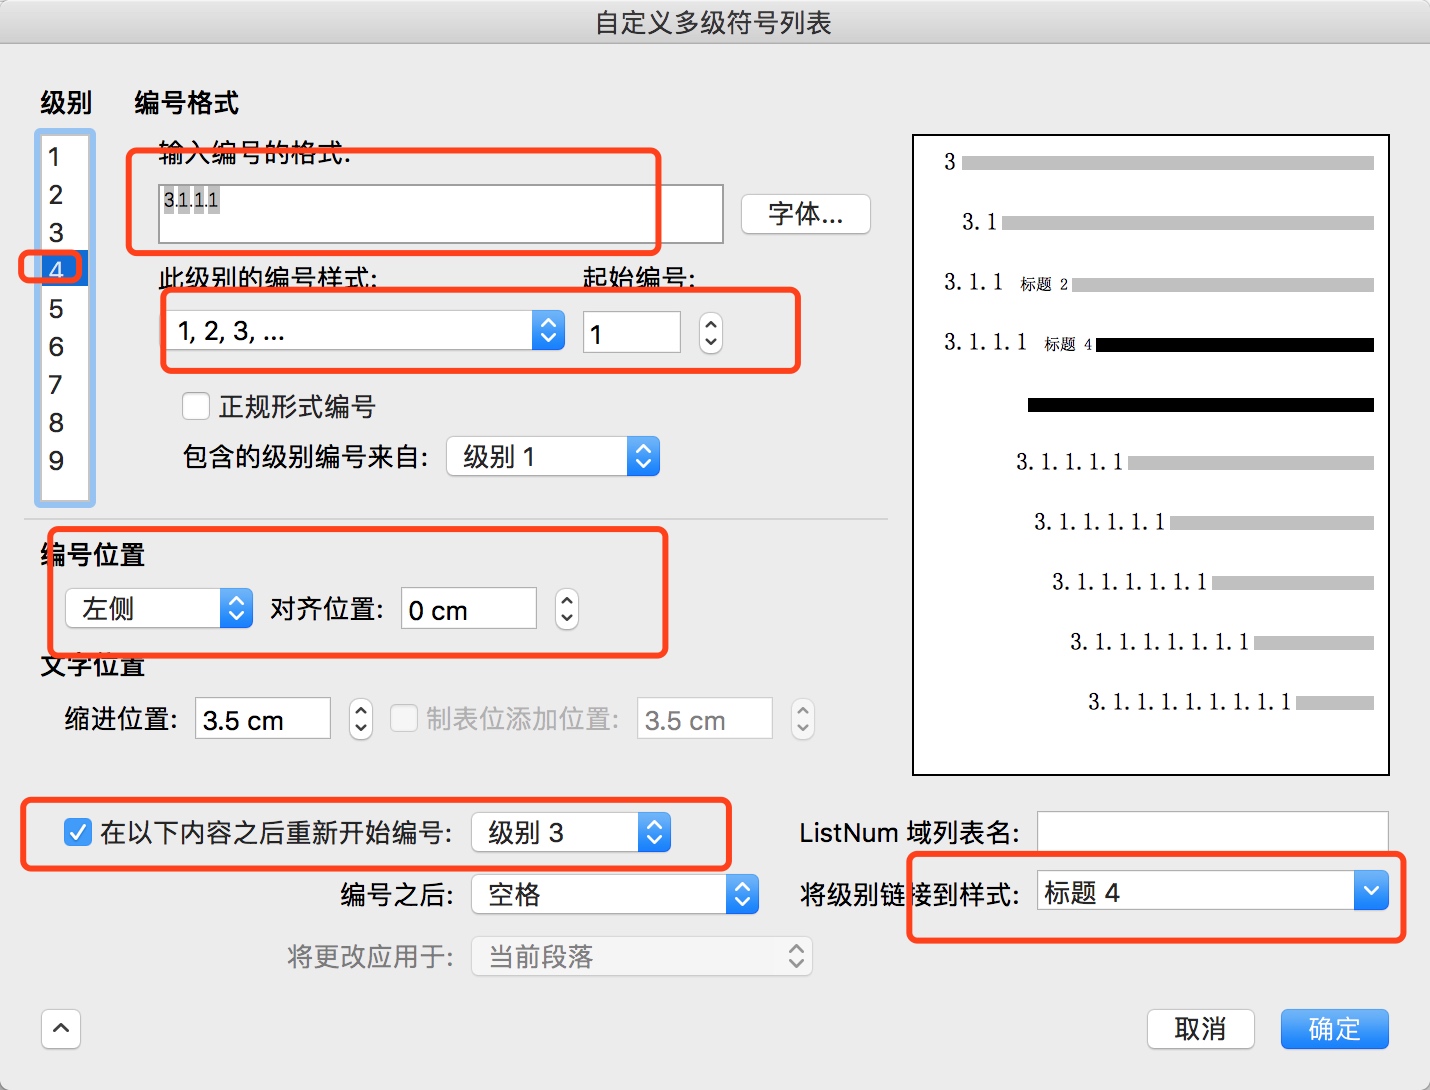 自定义多级符号列表
级别
编号格式
1
2
3
4
5
6
7
8
9
输入编号的格式:
3.1.1.1
字体...
此级别的编号样式:
起始编号:
1, 2, 3, ...
1
正规形式编号
包含的级别编号来自:
级别 1
编号位置
左侧
对齐位置:
0 cm
文字位置
缩进位置:
3.5 cm
制表位添加位置:
3.5 cm
3
3.1
3.1.1 标题 2
3.1.1.1 标题 4
3.1.1.1.1
3.1.1.1.1.1
3.1.1.1.1.1.1
3.1.1.1.1.1.1.1
3.1.1.1.1.1.1.1.1
在以下内容之后重新开始编号:
级别 3
ListNum 域列表名:
编号之后:
空格
将级别链接到样式:
标题 4
将更改应用于:
当前段落
取消
确定